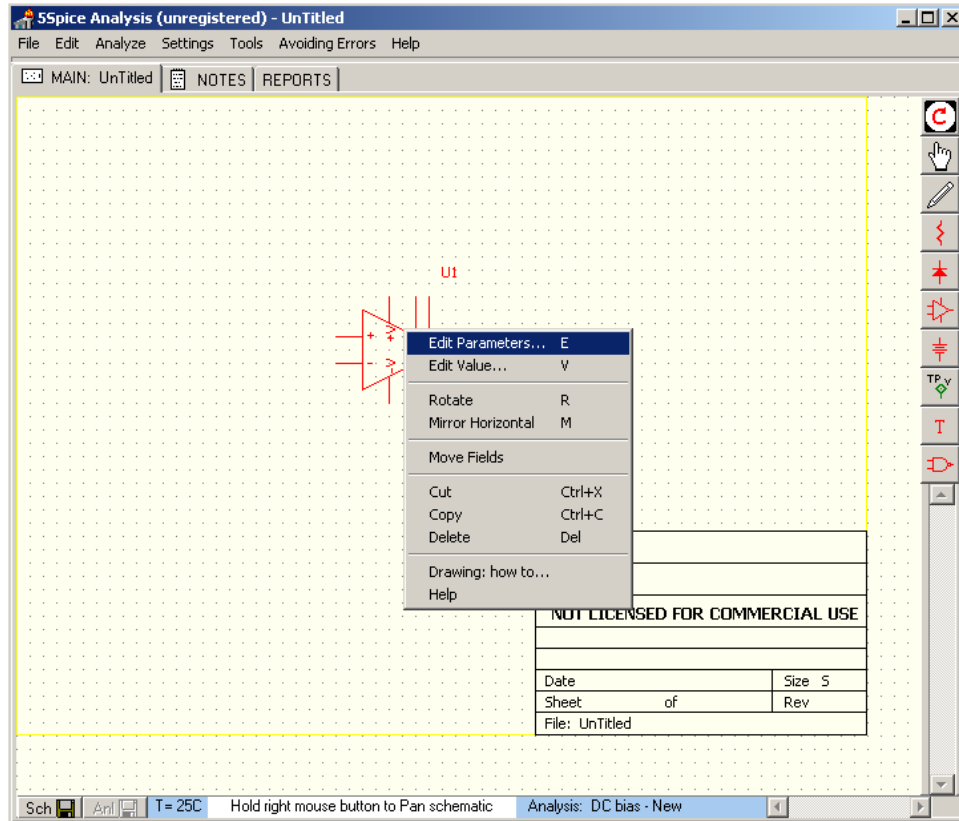 5Spice Analysis (unregistered) - UnTitled
File Edit Analyze Settings Tools Avoiding Errors Help
MAIN: UnTitled NOTES REPORTS
C
TP V
T
U1
+ +
-
Edit Parameters... E
Edit Value... V
Rotate R
Mirror Horizontal M
Move Fields
Cut Ctrl+X
Copy Ctrl+C
Delete Del
Drawing: how to...
Help
NOT LICENSED FOR COMMERCIAL USE
Date Size S
Sheet of Rev
File: UnTitled
Sch Anl T= 25C Hold right mouse button to Pan schematic Analysis: DC bias - New